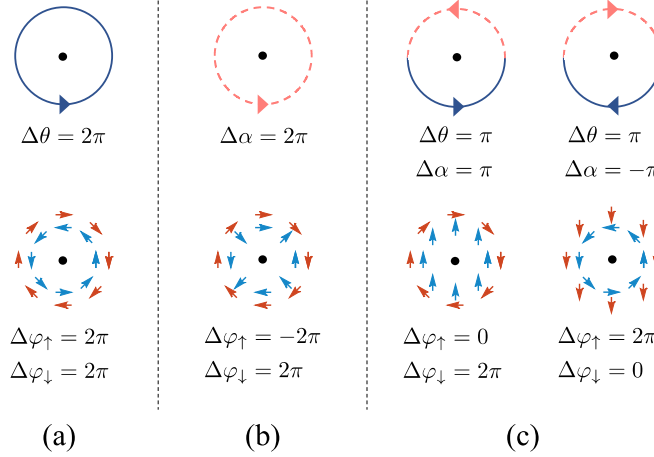 Δθ = 2π
Δα = 2π
Δθ = π
Δα = π
Δθ = π
Δα = −π
Δφ↑ = 2π
Δφ↓ = 2π
Δφ↑ = −2π
Δφ↓ = 2π
Δφ↑ = 0
Δφ↓ = 2π
Δφ↑ = 2π
Δφ↓ = 0
(a)
(b)
(c)